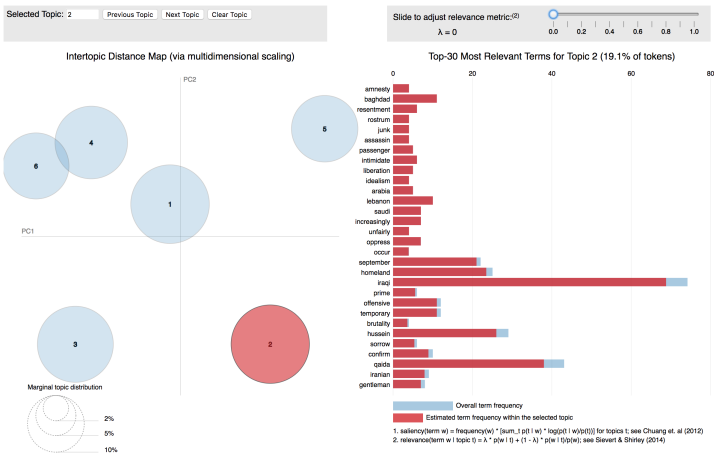 Selected Topic: 2 Previous Topic Next Topic Clear Topic
Slide to adjust relevance metric:(2)
λ = 0
0.0 0.2 0.4 0.6 0.8 1.0
Intertopic Distance Map (via multidimensional scaling)
PC2
PC1
5
4
6
1
3
2
Marginal topic distribution
2%
5%
10%
Top-30 Most Relevant Terms for Topic 2 (19.1% of tokens)
0 20 40 60 80
amnesty
baghdad
resentment
rostrum
junk
assassin
passenger
intimidate
liberation
idealism
arabia
lebanon
saudi
increasingly
unfairly
oppress
occur
september
homeland
iraqi
prime
offensive
temporary
brutality
hussein
sorrow
confirm
qaida
iranian
gentleman
Overall term frequency
Estimated term frequency within the selected topic
1. saliency(term w) = frequency(w) * [sum_t p(t | w) * log(p(t | w)/p(t))] for topics t; see Chuang et. al (2012)
2. relevance(term w | topic t) = λ * p(w | t) + (1 - λ) * p(w | t)/p(w); see Sievert & Shirley (2014)